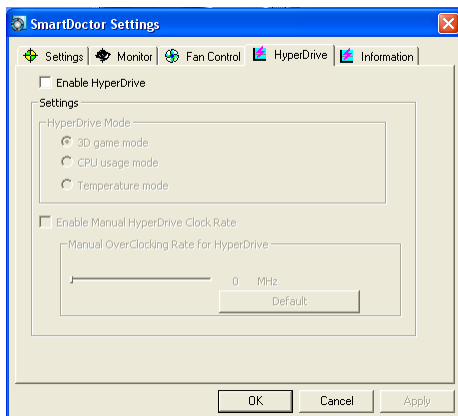 SmartDoctor Settings
Settings Monitor Fan Control HyperDrive Information
Enable HyperDrive
Settings
HyperDrive Mode
3D game mode
CPU usage mode
Temperature mode
Enable Manual HyperDrive Clock Rate
Manual OverClocking Rate for HyperDrive
0 MHz
Default
OK Cancel Apply